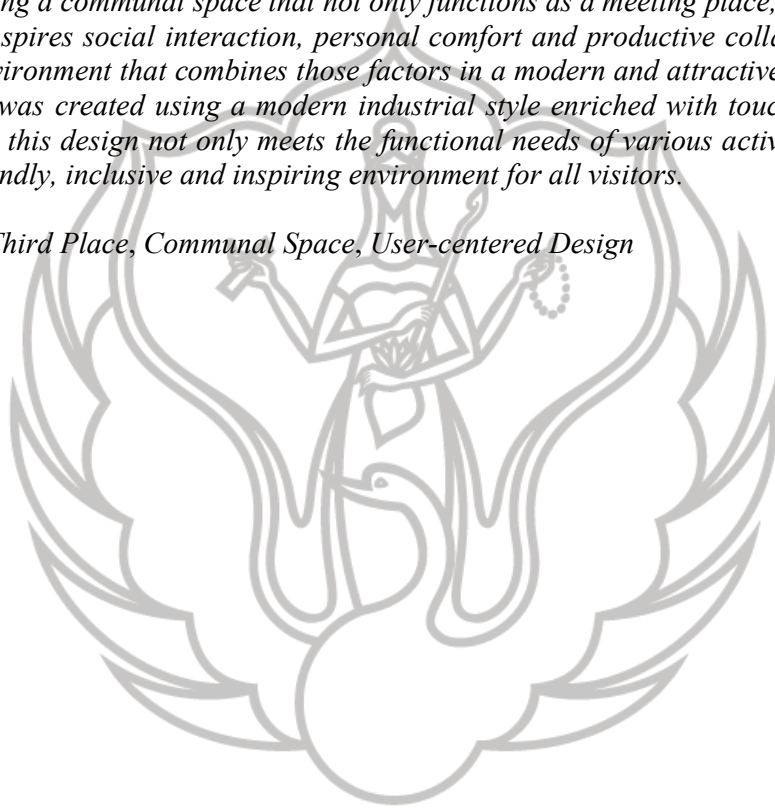 ng a communal space that not only functions as a meeting place,
spires social interaction, personal comfort and productive colla
vironment that combines those factors in a modern and attractive
was created using a modern industrial style enriched with touc
this design not only meets the functional needs of various activ
ndly, inclusive and inspiring environment for all visitors.
Third Place, Communal Space, User-centered Design